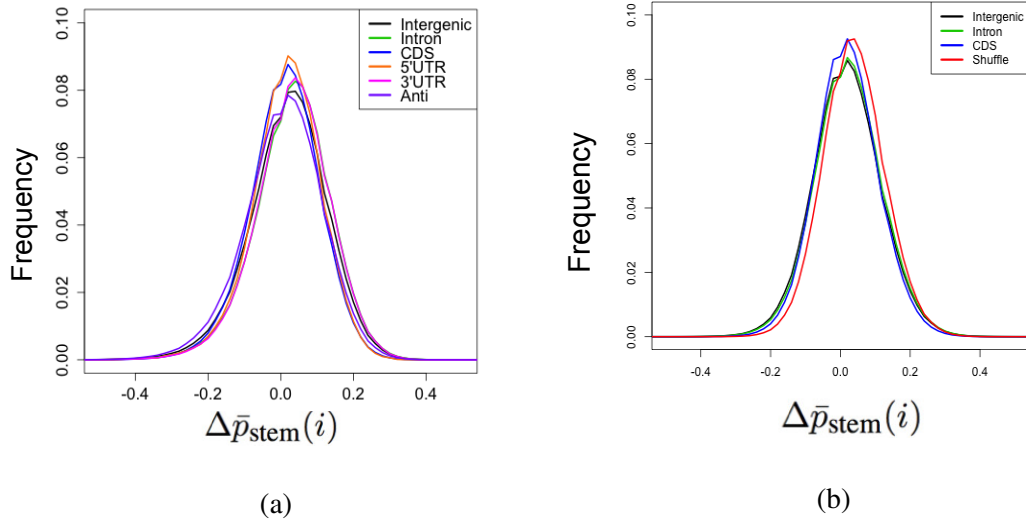 0.10
0.08
0.06
0.04
0.02
0.00
Frequency
Intergenic
Intron
CDS
5'UTR
3'UTR
Anti
-0.4 -0.2 0.0 0.2 0.4
Δp̄stem(i)
(a)
0.10
0.08
0.06
0.04
0.02
0.00
Frequency
Intergenic
Intron
CDS
Shuffle
-0.4 -0.2 0.0 0.2 0.4
Δp̄stem(i)
(b)